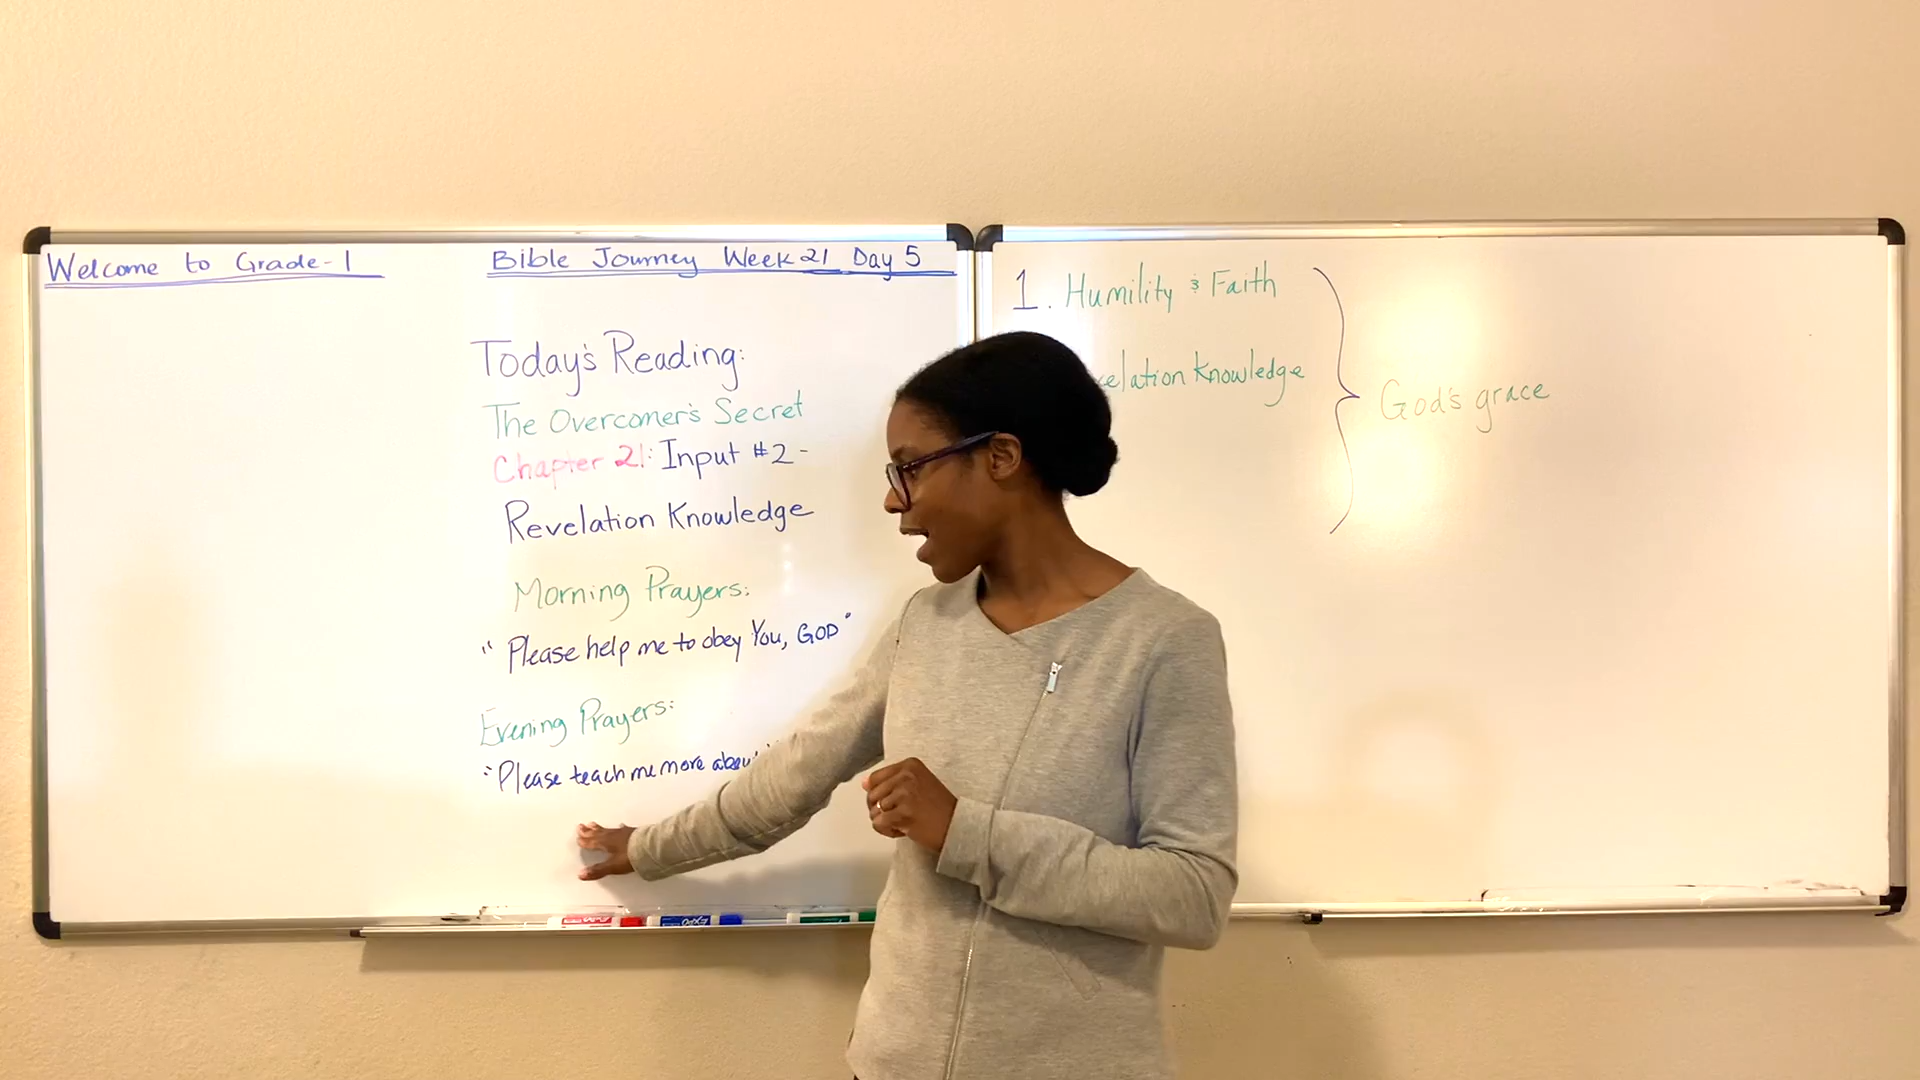 Welcome to Grade-1
Bible Journey Week 21 Day 5
Today's Reading:
The Overcomer's Secret
Chapter 21: Input #2 -
Revelation Knowledge
Morning Prayers:
"Please help me to obey You, GOD"
Evening Prayers:
"Please teach me more about
1. Humility & Faith
Knowledge
God's grace
EXPO